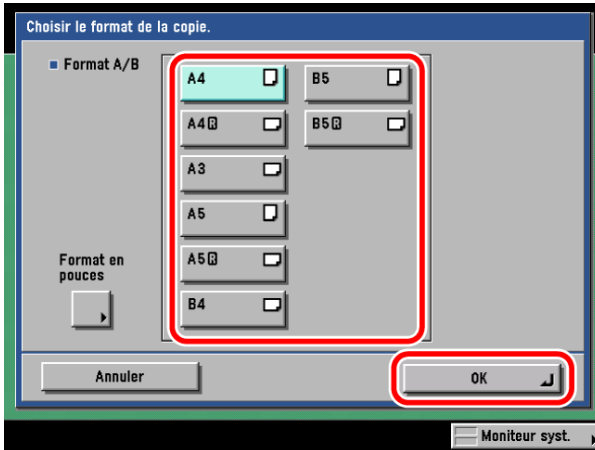 Choisir le format de la copie.
Format A/B
A4
B5
A4R
B5R
A3
A5
A5R
B4
Format en
pouces
Annuler
OK
Moniteur syst.